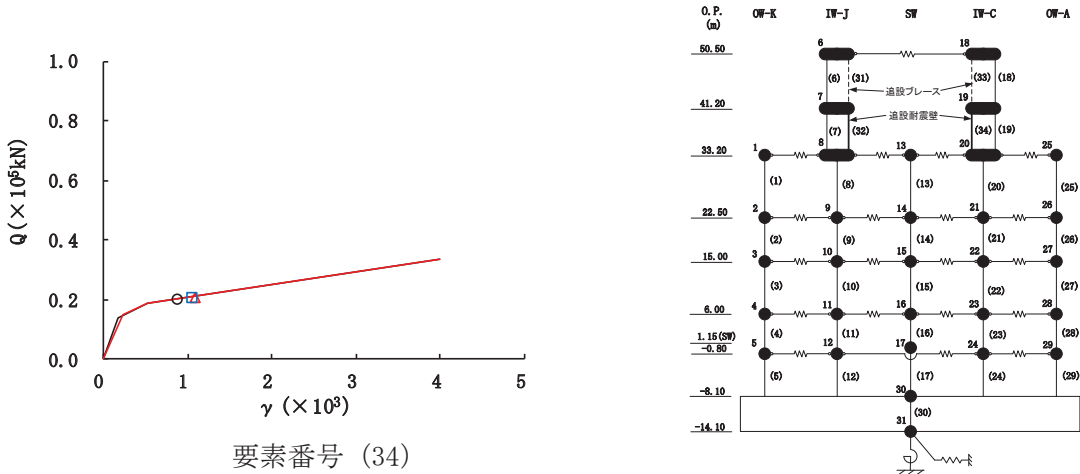 1.0
0.8
0.6
0.4
0.2
0.0
Q(×10⁵kN)
0 1 2 3 4 5
γ (×10³)
要素番号 (34)
O.P.
(m)
OW-K IW-J SW IW-C OW-A
50.50
6 18
(6) (31) (33) (18)
追設ブレース
41.20
7 19
追設耐震壁
(7) (32) (34) (19)
33.20
1 8 13 20 25
(1) (8) (13) (20) (25)
22.50
2 9 14 21 26
(2) (9) (14) (21) (26)
15.00
3 10 15 22 27
(3) (10) (15) (22) (27)
6.00
4 11 16 23 28
(4) (11) (16) (23) (28)
1.15(SW)
-0.80
5 12 17 24 29
(5) (12) (17) (24) (29)
-8.10
30
(30)
-14.10
31